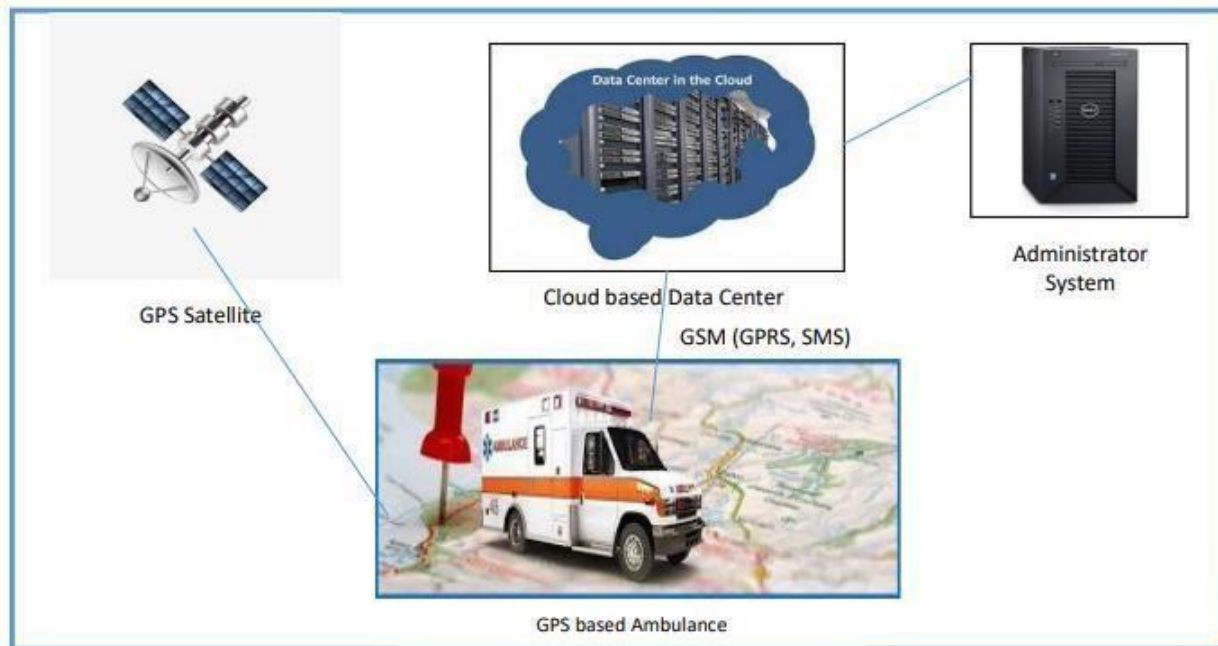 Data Center in the Cloud
DELL
Administrator
System
Cloud based Data Center
GPS Satellite
GSM (GPRS, SMS)
AMBULANCE
GPS based Ambulance